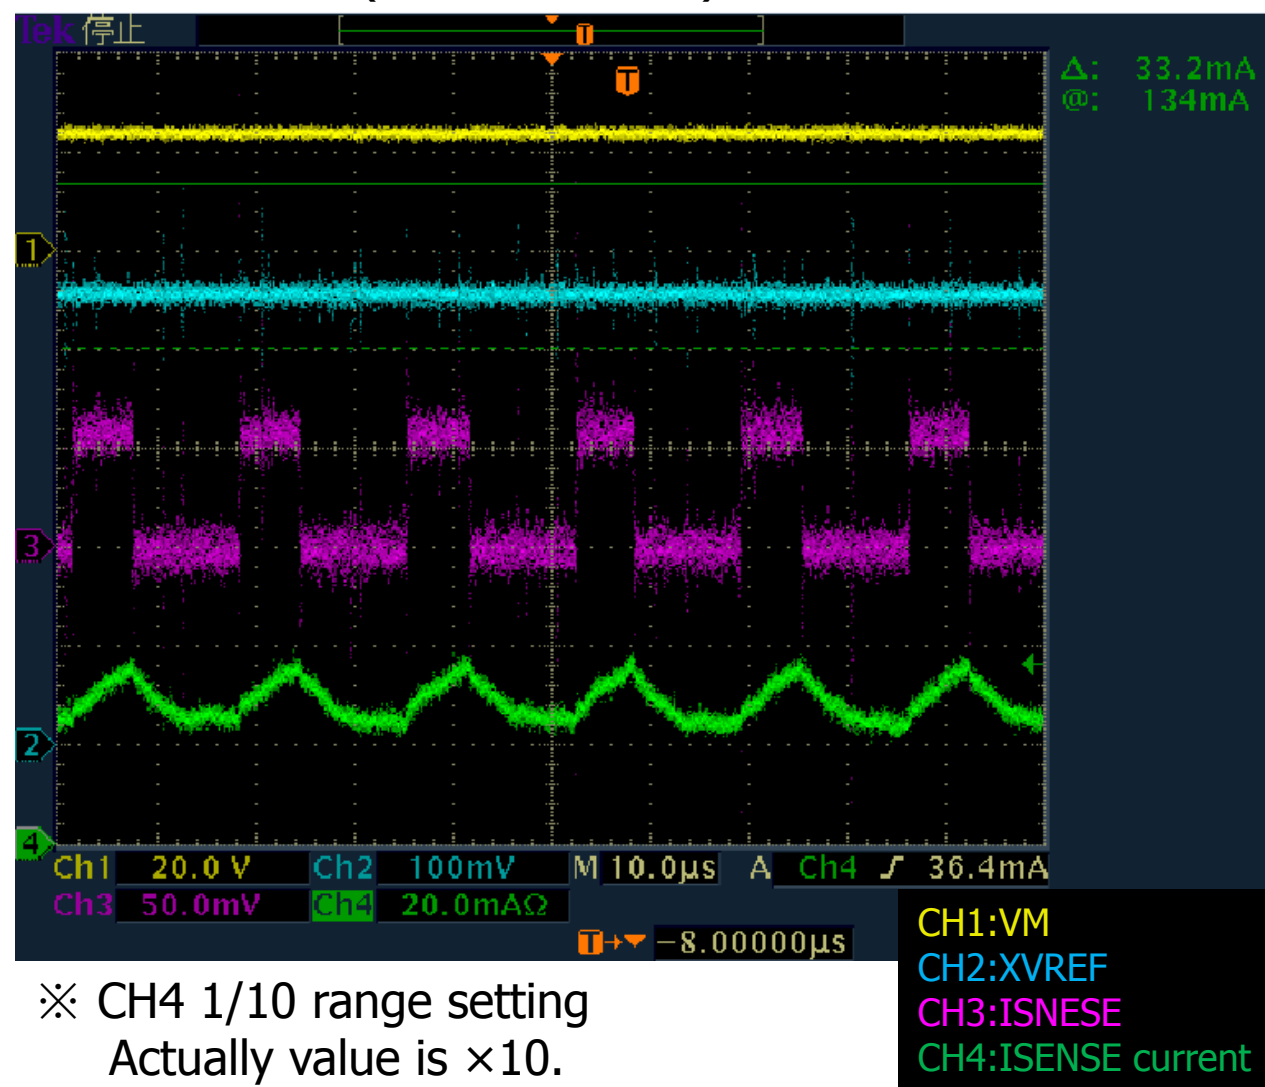 Tek 停止
T
T
Δ: 33.2mA
@: 134mA
1
3
2
4
Ch1 20.0 V Ch2 100mV M 10.0µs A Ch4 ƒ 36.4mA
Ch3 50.0mV Ch4 20.0mAΩ
T→▼ −8.00000µs
CH1:VM
CH2:XVREF
CH3:ISNESE
CH4:ISENSE current
※ CH4 1/10 range setting
Actually value is ×10.